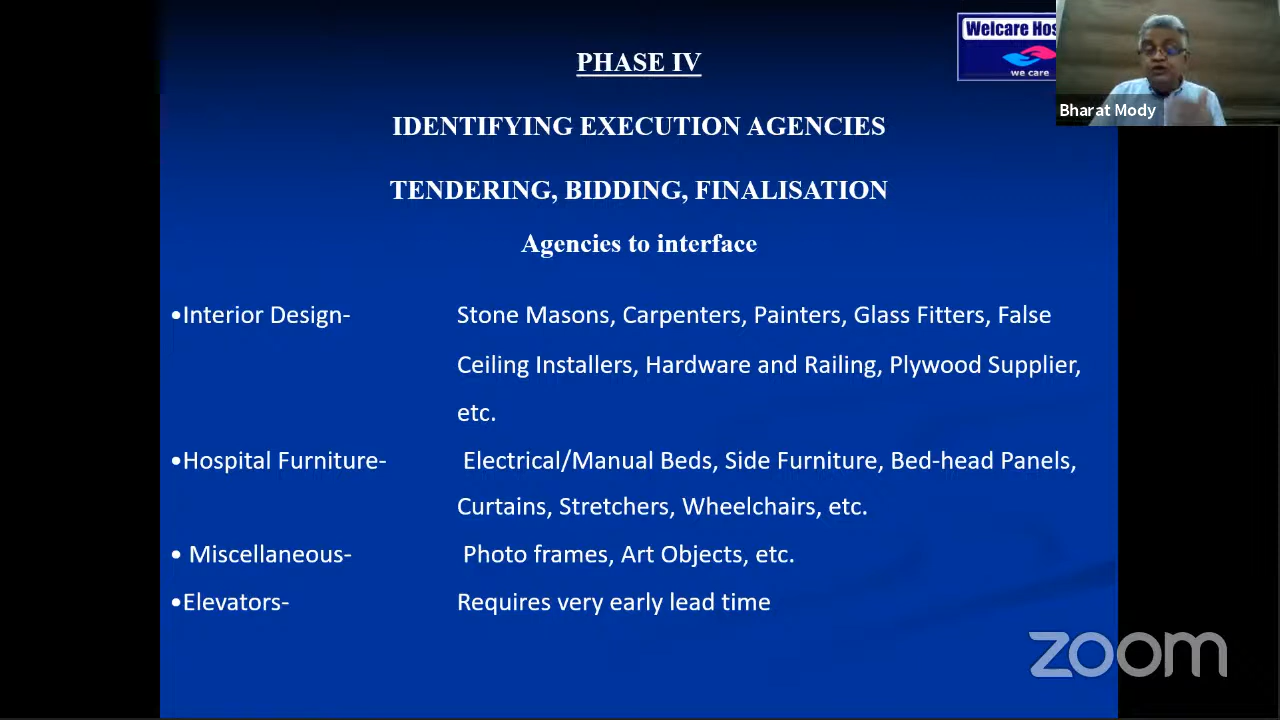 PHASE IV
Welcare Hos
we care
Bharat Mody
IDENTIFYING EXECUTION AGENCIES
TENDERING, BIDDING, FINALISATION
Agencies to interface
•Interior Design- Stone Masons, Carpenters, Painters, Glass Fitters, False
Ceiling Installers, Hardware and Railing, Plywood Supplier,
etc.
•Hospital Furniture- Electrical/Manual Beds, Side Furniture, Bed-head Panels,
Curtains, Stretchers, Wheelchairs, etc.
• Miscellaneous- Photo frames, Art Objects, etc.
•Elevators- Requires very early lead time
zoom